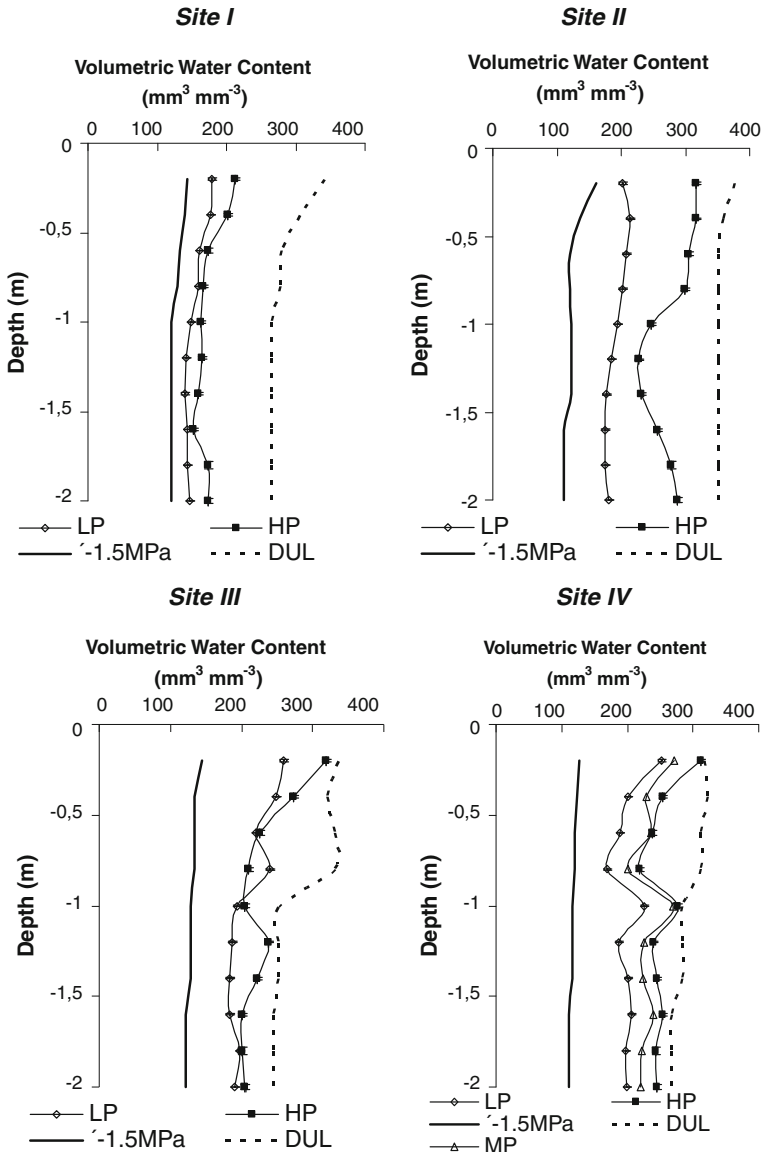 Site I
Volumetric Water Content
(mm³ mm⁻³)
0 100 200 300 400
0
-0,5
-1
-1,5
-2
Depth (m)
LP HP
´-1.5MPa DUL
Site II
Volumetric Water Content
(mm³ mm⁻³)
0 100 200 300 400
0
-0,5
-1
-1,5
-2
Depth (m)
LP HP
´-1.5MPa DUL
Site III
Volumetric Water Content
(mm³ mm⁻³)
0 100 200 300 400
0
-0,5
-1
-1,5
-2
Depth (m)
LP HP
´-1.5MPa DUL
Site IV
Volumetric Water Content
(mm³ mm⁻³)
0 100 200 300 400
0
-0,5
-1
-1,5
-2
Depth (m)
LP HP
´-1.5MPa DUL
MP